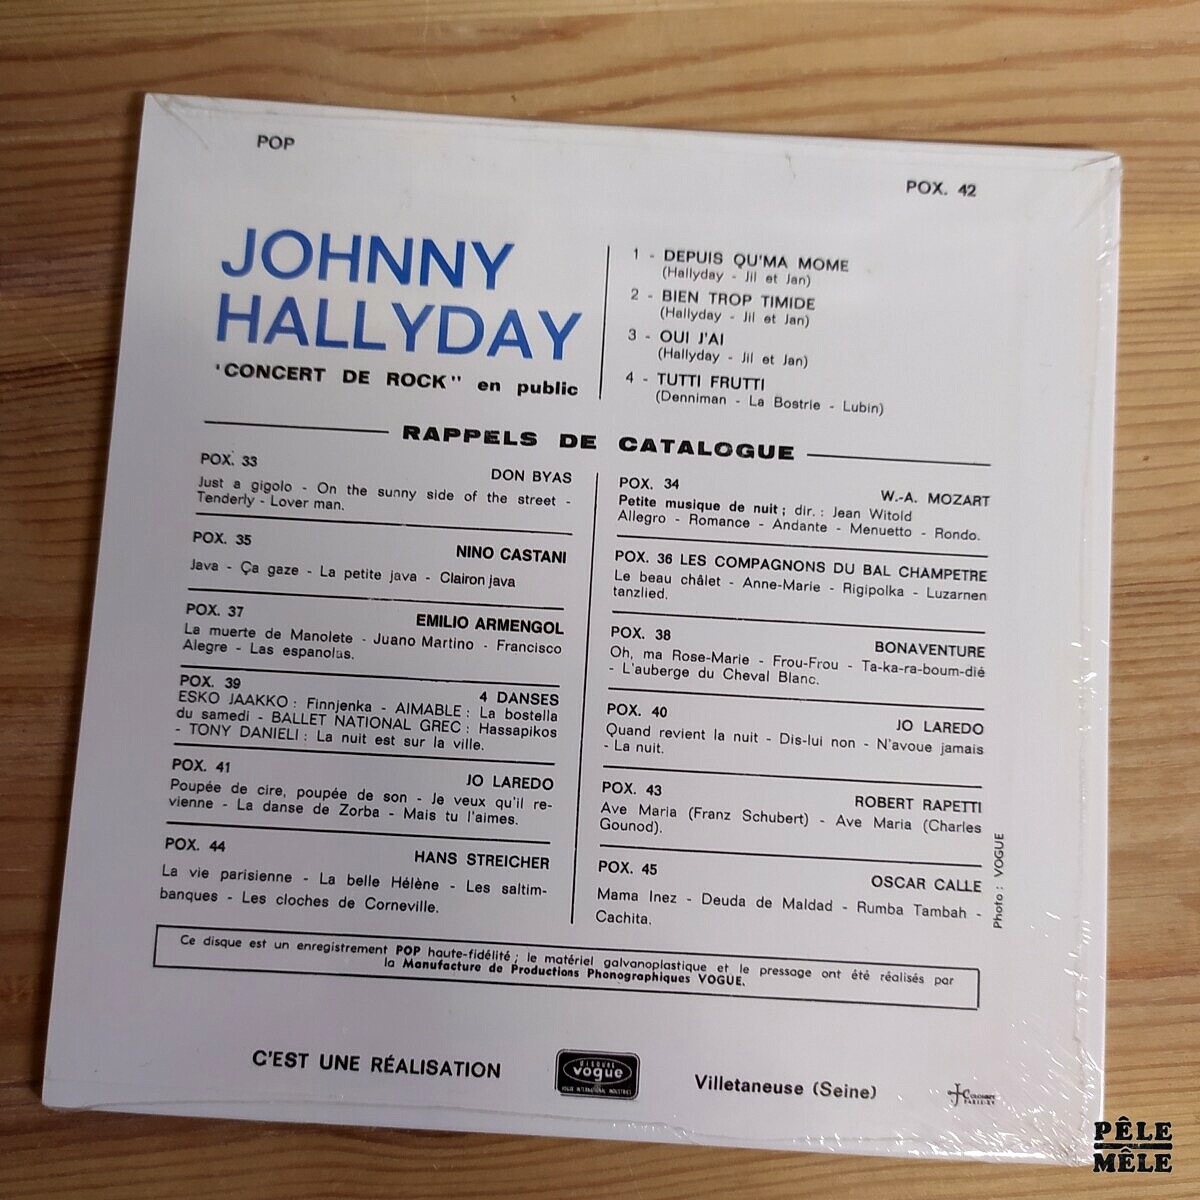 POP
POX. 42
JOHNNY
HALLYDAY
'CONCERT DE ROCK" en public
1 - DEPUIS QU'MA MOME
(Hallyday - Jil et Jan)
2 - BIEN TROP TIMIDE
(Hallyday - Jil et Jan)
3 - OUI J'AI
(Hallyday - Jil et Jan)
4 - TUTTI FRUTTI
(Denniman - La Bostrie - Lubin)
RAPPELS DE CATALOGUE
POX. 33
DON BYAS
Just a gigolo - On the sunny side of the street -
Tenderly - Lover man.
POX. 35
NINO CASTANI
Java - Ça gaze - La petite java - Clairon java
POX. 37
EMILIO ARMENGOL
La muerte de Manolete - Juano Martino - Francisco
Alegre - Las espanolas.
POX. 39
4 DANSES
ESKO JAAKKO : Finnjenka - AIMABLE : La bostella
du samedi - BALLET NATIONAL GREC : Hassapikos
- TONY DANIELI : La nuit est sur la ville.
POX. 41
JO LAREDO
Poupée de cire, poupée de son - Je veux qu'il re-
vienne - La danse de Zorba - Mais tu l'aimes.
POX. 44
HANS STREICHER
La vie parisienne - La belle Hélène - Les saltim-
banques - Les cloches de Corneville.
POX. 34
W.-A. MOZART
Petite musique de nuit ; dir. : Jean Witold
Allegro - Romance - Andante - Menuetto - Rondo.
POX. 36 LES COMPAGNONS DU BAL CHAMPETRE
Le beau châlet - Anne-Marie - Rigipolka - Luzarnen
tanzlied.
POX. 38
BONAVENTURE
Oh, ma Rose-Marie - Frou-Frou - Ta-ka-ra-boum-dié
- L'auberge du Cheval Blanc.
POX. 40
JO LAREDO
Quand revient la nuit - Dis-lui non - N'avoue jamais
- La nuit.
POX. 43
ROBERT RAPETTI
Ave Maria (Franz Schubert) - Ave Maria (Charles
Gounod).
POX. 45
OSCAR CALLE
Mama Inez - Deuda de Maldad - Rumba Tambah -
Cachita.
Photo : VOGUE
Ce disque est un enregistrement POP haute-fidélité ; le matériel galvanoplastique et le pressage ont été réalisés par
la Manufacture de Productions Phonographiques VOGUE.
C'EST UNE RÉALISATION
DISQUES
vogue
VOGUE INTERNATIONAL INDUSTRIES
Villetaneuse (Seine)
PÊLE
MÊLE